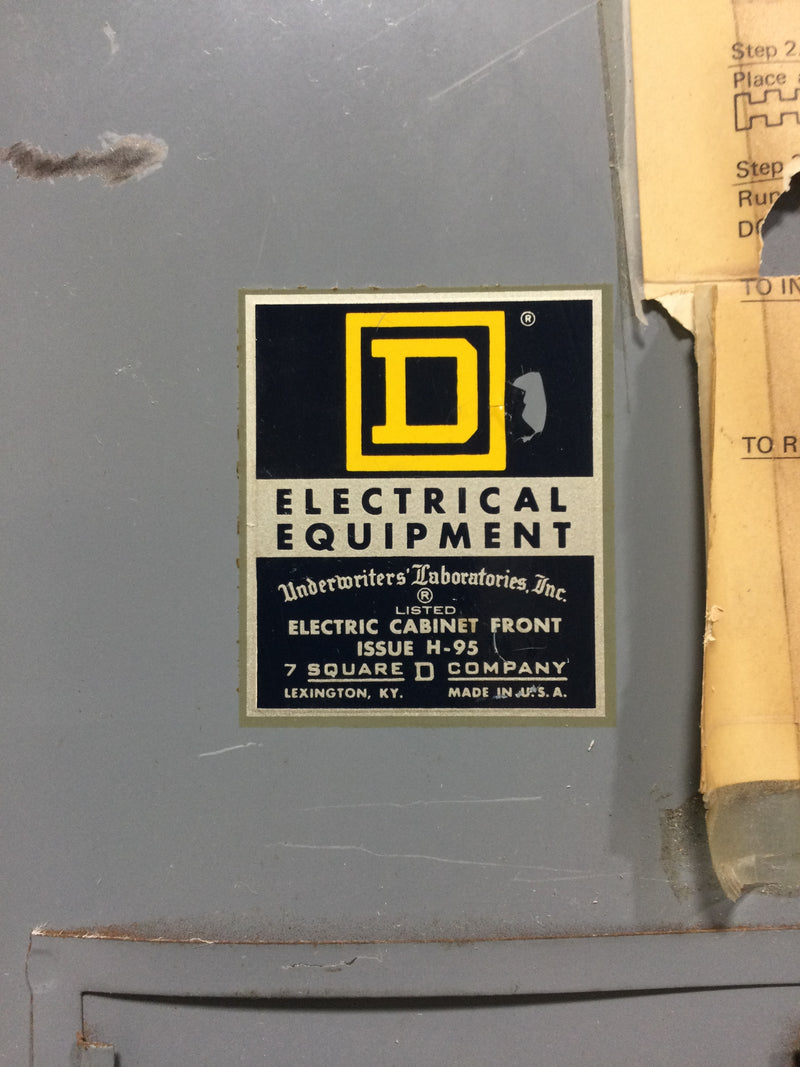 D
®
ELECTRICAL
EQUIPMENT
Underwriters' Laboratories, Inc.
®
LISTED
ELECTRIC CABINET FRONT
ISSUE H-95
7 SQUARE D COMPANY
LEXINGTON, KY. MADE IN U.S.A.
Step 2.
Place
Step
TO
TO